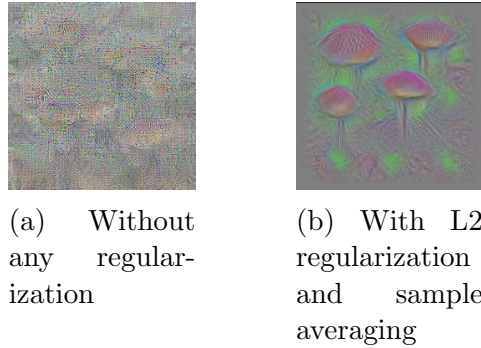 (a) Without
any regular-
ization
(b) With L2
regularization
and sample
averaging